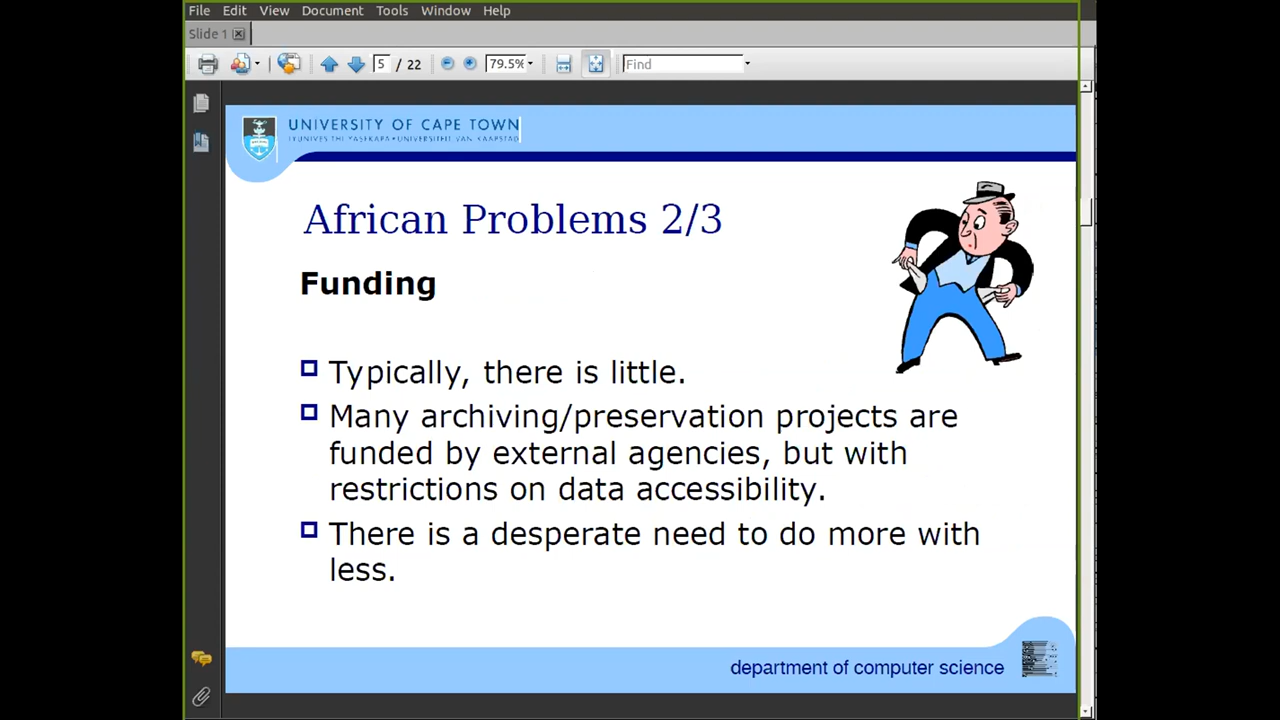 File Edit View Document Tools Window Help
Slide 1
5 / 22 79.5% Find
UNIVERSITY OF CAPE TOWN
African Problems 2/3
Funding
Typically, there is little.
Many archiving/preservation projects are
funded by external agencies, but with
restrictions on data accessibility.
There is a desperate need to do more with
less.
department of computer science